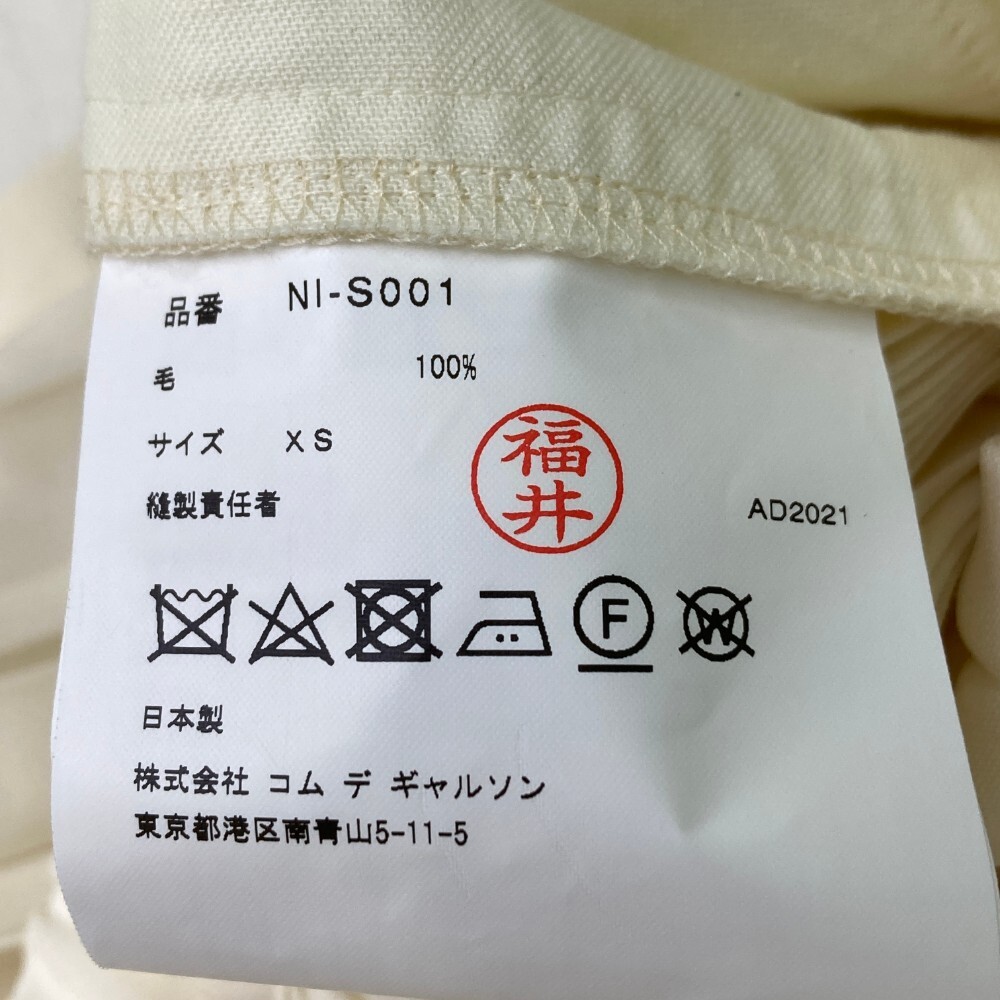 品番 NI-S001
毛 100%
サイズ XS
福井
縫製責任者 AD2021
F W
日本製
株式会社 コム デ ギャルソン
東京都港区南青山5-11-5